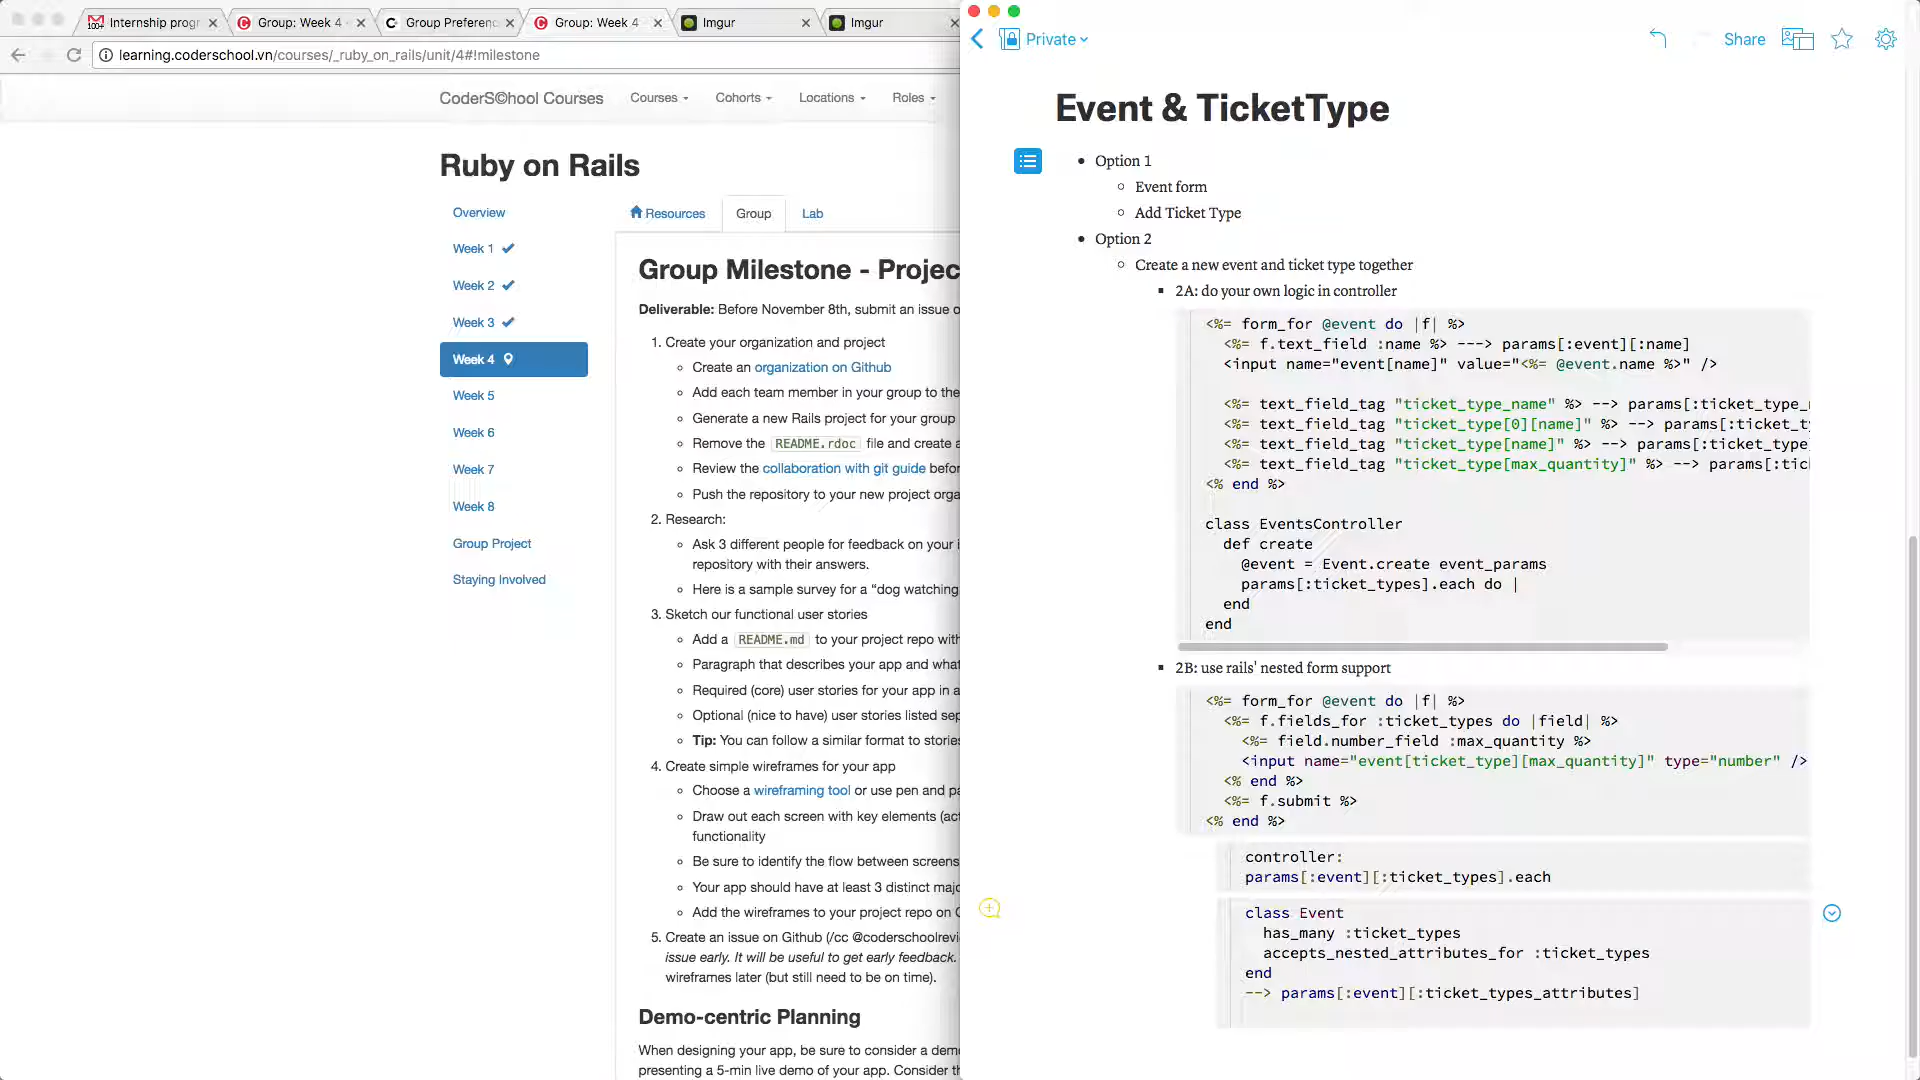 Internship progr
Group: Week 4
Group Preferenc
Group: Week 4
Imgur
Imgur
learning.coderschool.vn/courses/_ruby_on_rails/unit/4#!milestone
CoderS©hool Courses
Courses
Cohorts
Locations
Roles
Ruby on Rails
Overview
Week 1
Week 2
Week 3
Week 4
Week 5
Week 6
Week 7
Week 8
Group Project
Staying Involved
Resources
Group
Lab
Group Milestone - Projec
Deliverable: Before November 8th, submit an issue o
1. Create your organization and project
Create an organization on Github
Add each team member in your group to the
Generate a new Rails project for your group
Remove the README.rdoc file and create a
Review the collaboration with git guide befor
Push the repository to your new project orga
2. Research:
Ask 3 different people for feedback on your i
repository with their answers.
Here is a sample survey for a “dog watching
3. Sketch our functional user stories
Add a README.md to your project repo with
Paragraph that describes your app and what
Required (core) user stories for your app in a
Optional (nice to have) user stories listed sep
Tip: You can follow a similar format to stories
4. Create simple wireframes for your app
Choose a wireframing tool or use pen and pa
Draw out each screen with key elements (act
functionality
Be sure to identify the flow between screens
Your app should have at least 3 distinct majo
Add the wireframes to your project repo on G
5. Create an issue on Github (/cc @coderschoolrevi
issue early. It will be useful to get early feedback.
wireframes later (but still need to be on time).
Demo-centric Planning
When designing your app, be sure to consider a demo
presenting a 5-min live demo of your app. Consider th
Private
Share
Event & TicketType
Option 1
Event form
Add Ticket Type
Option 2
Create a new event and ticket type together
2A: do your own logic in controller
<%= form_for @event do |f| %>
<%= f.text_field :name %> ---> params[:event][:name]
<input name="event[name]" value="<%= @event.name %>" />
<%= text_field_tag "ticket_type_name" %> --> params[:ticket_type_
<%= text_field_tag "ticket_type[0][name]" %> --> params[:ticket_t
<%= text_field_tag "ticket_type[name]" %> --> params[:ticket_type
<%= text_field_tag "ticket_type[max_quantity]" %> --> params[:tic
<% end %>
class EventsController
def create
@event = Event.create event_params
params[:ticket_types].each do |
end
end
2B: use rails' nested form support
<%= form_for @event do |f| %>
<%= f.fields_for :ticket_types do |field| %>
<%= field.number_field :max_quantity %>
<input name="event[ticket_type][max_quantity]" type="number" />
<% end %>
<%= f.submit %>
<% end %>
controller:
params[:event][:ticket_types].each
class Event
has_many :ticket_types
accepts_nested_attributes_for :ticket_types
end
--> params[:event][:ticket_types_attributes]